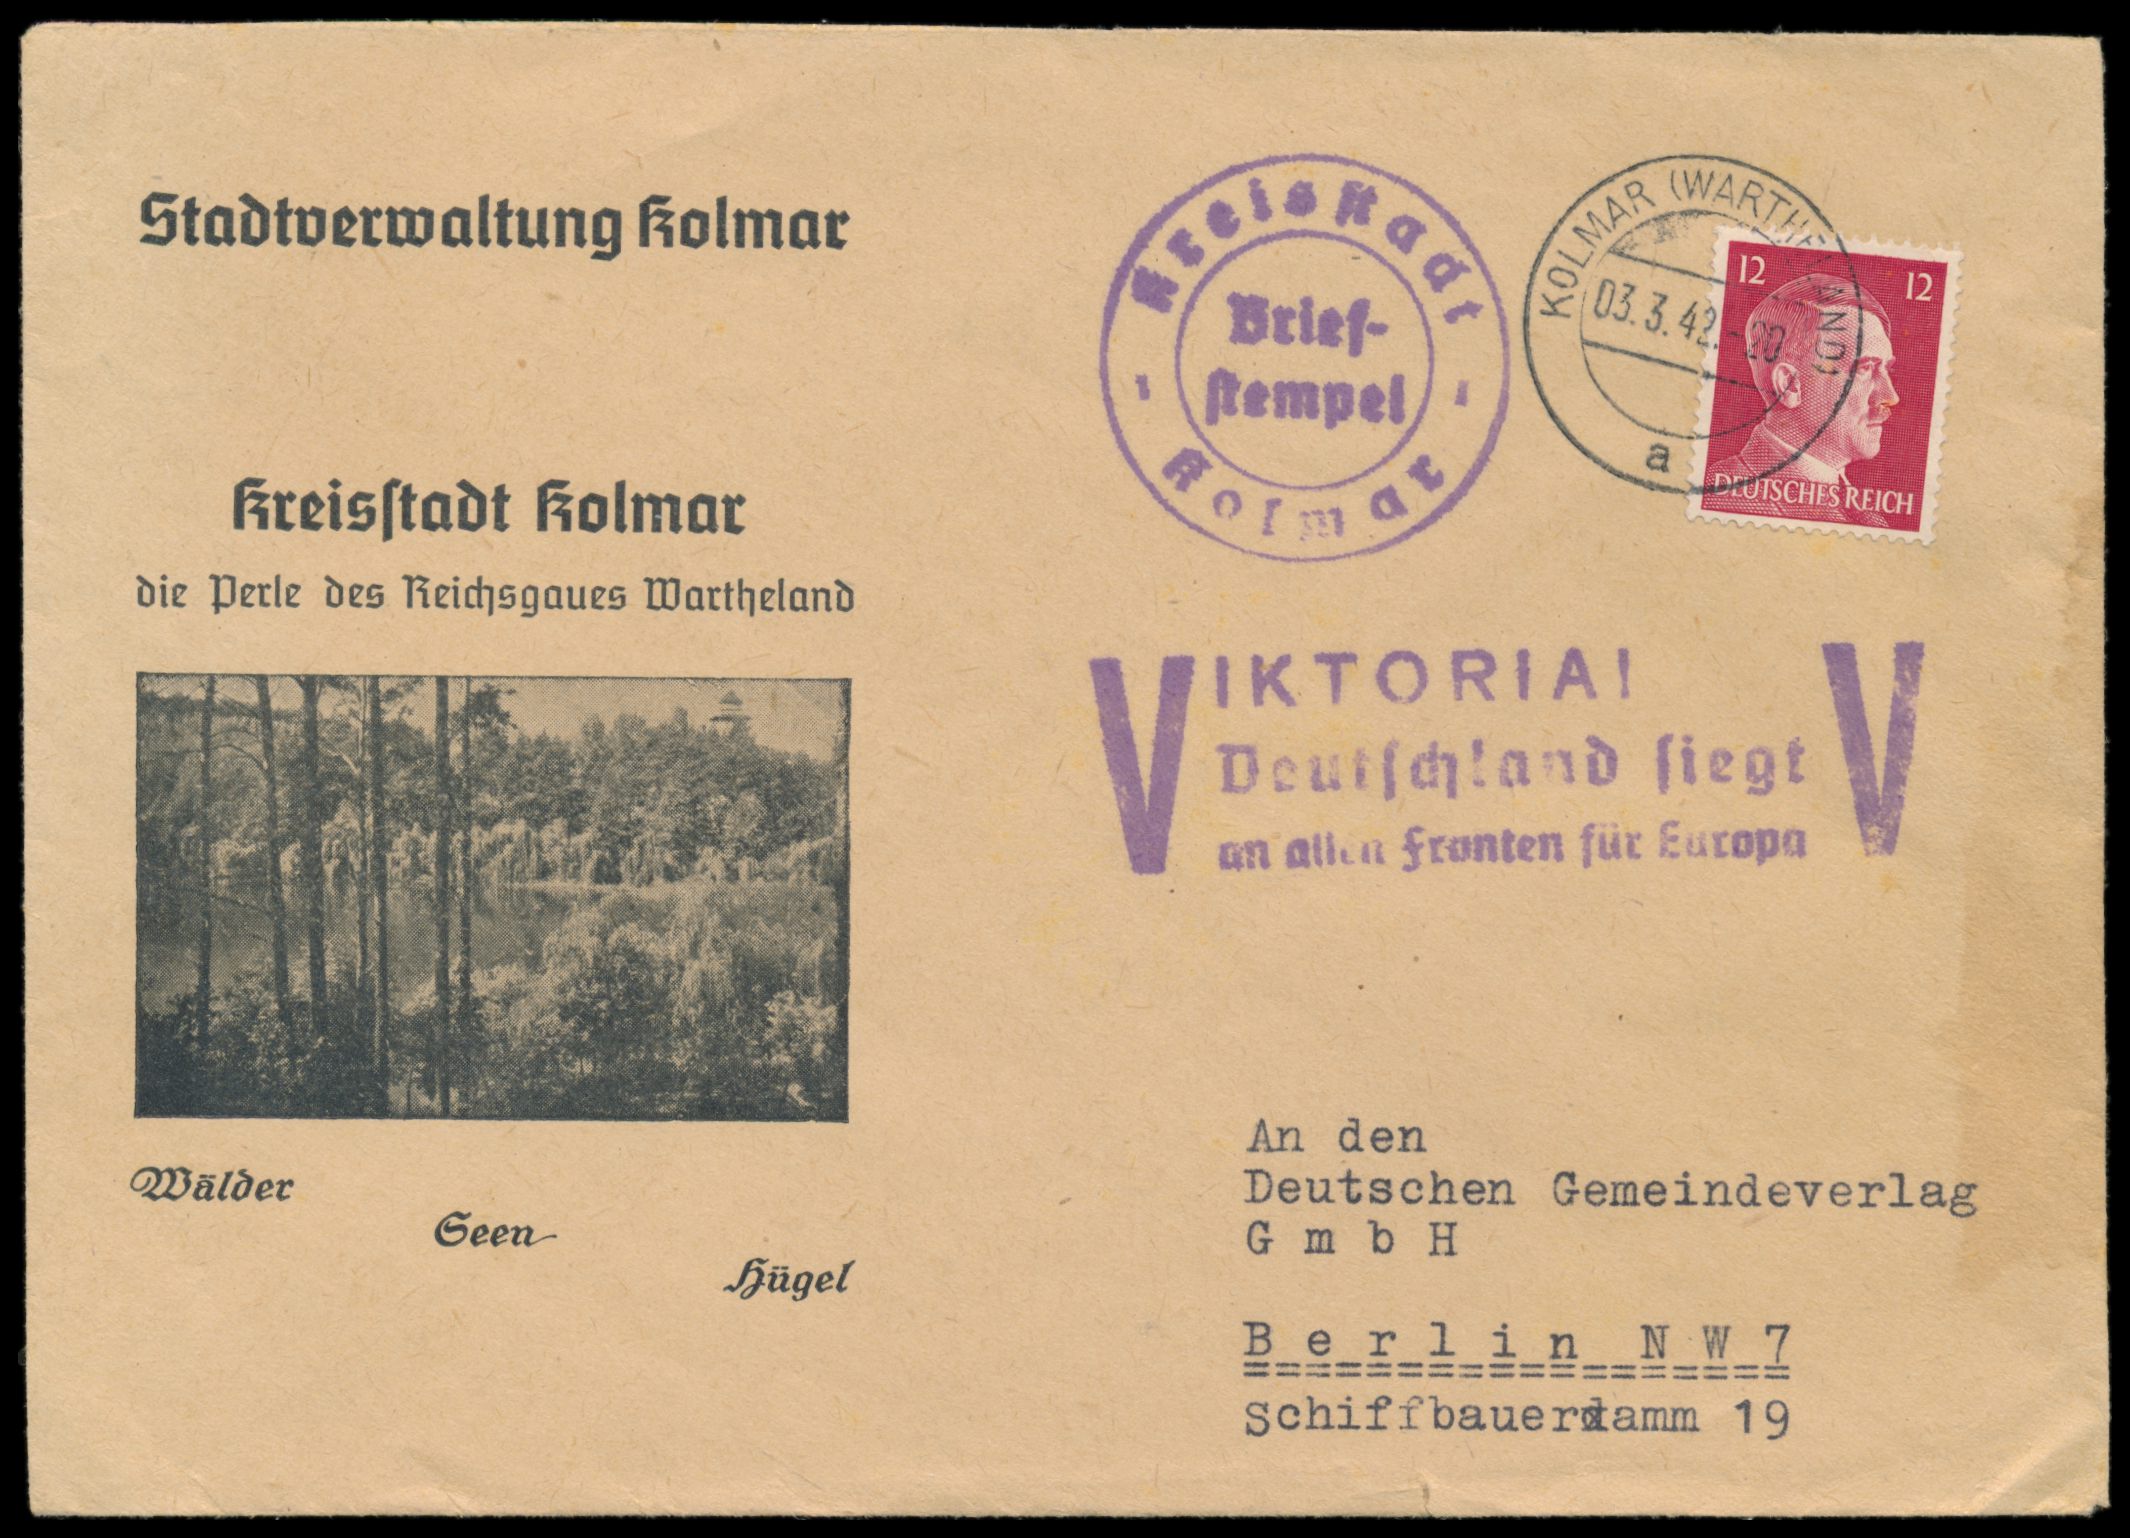 Stadtverwaltung Kolmar
Kreisstadt Kolmar
die Perle des Reichsgaues Wartheland
Wälder
Seen
Hügel
Kreisstadt
Brief-
stempel
- Kolmar -
KOLMAR (WARTHELAND)
03.3.42.-20
a
12 12
DEUTSCHES REICH
VIKTORIA! V
Deutschland siegt
an allen Fronten für Europa
An den
Deutschen Gemeindeverlag
G m b H
B e r l i n  N W 7
Schiffbauerdamm 19